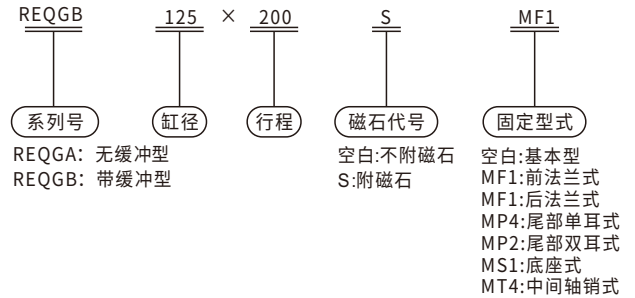 REQGB 125 × 200 S MF1
系列号 缸径 行程 磁石代号 固定型式
REQGA: 无缓冲型
REQGB: 带缓冲型
空白:不附磁石
S:附磁石
空白:基本型
MF1:前法兰式
MF1:后法兰式
MP4:尾部单耳式
MP2:尾部双耳式
MS1:底座式
MT4:中间轴销式